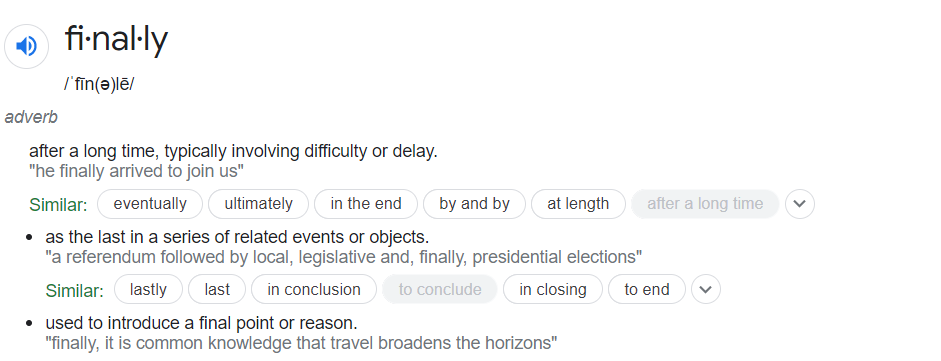 fi·nal·ly
/ˈfīn(ə)lē/
adverb
after a long time, typically involving difficulty or delay.
"he finally arrived to join us"
Similar: eventually ultimately in the end by and by at length after a long time
• as the last in a series of related events or objects.
"a referendum followed by local, legislative and, finally, presidential elections"
Similar: lastly last in conclusion to conclude in closing to end
• used to introduce a final point or reason.
"finally, it is common knowledge that travel broadens the horizons"